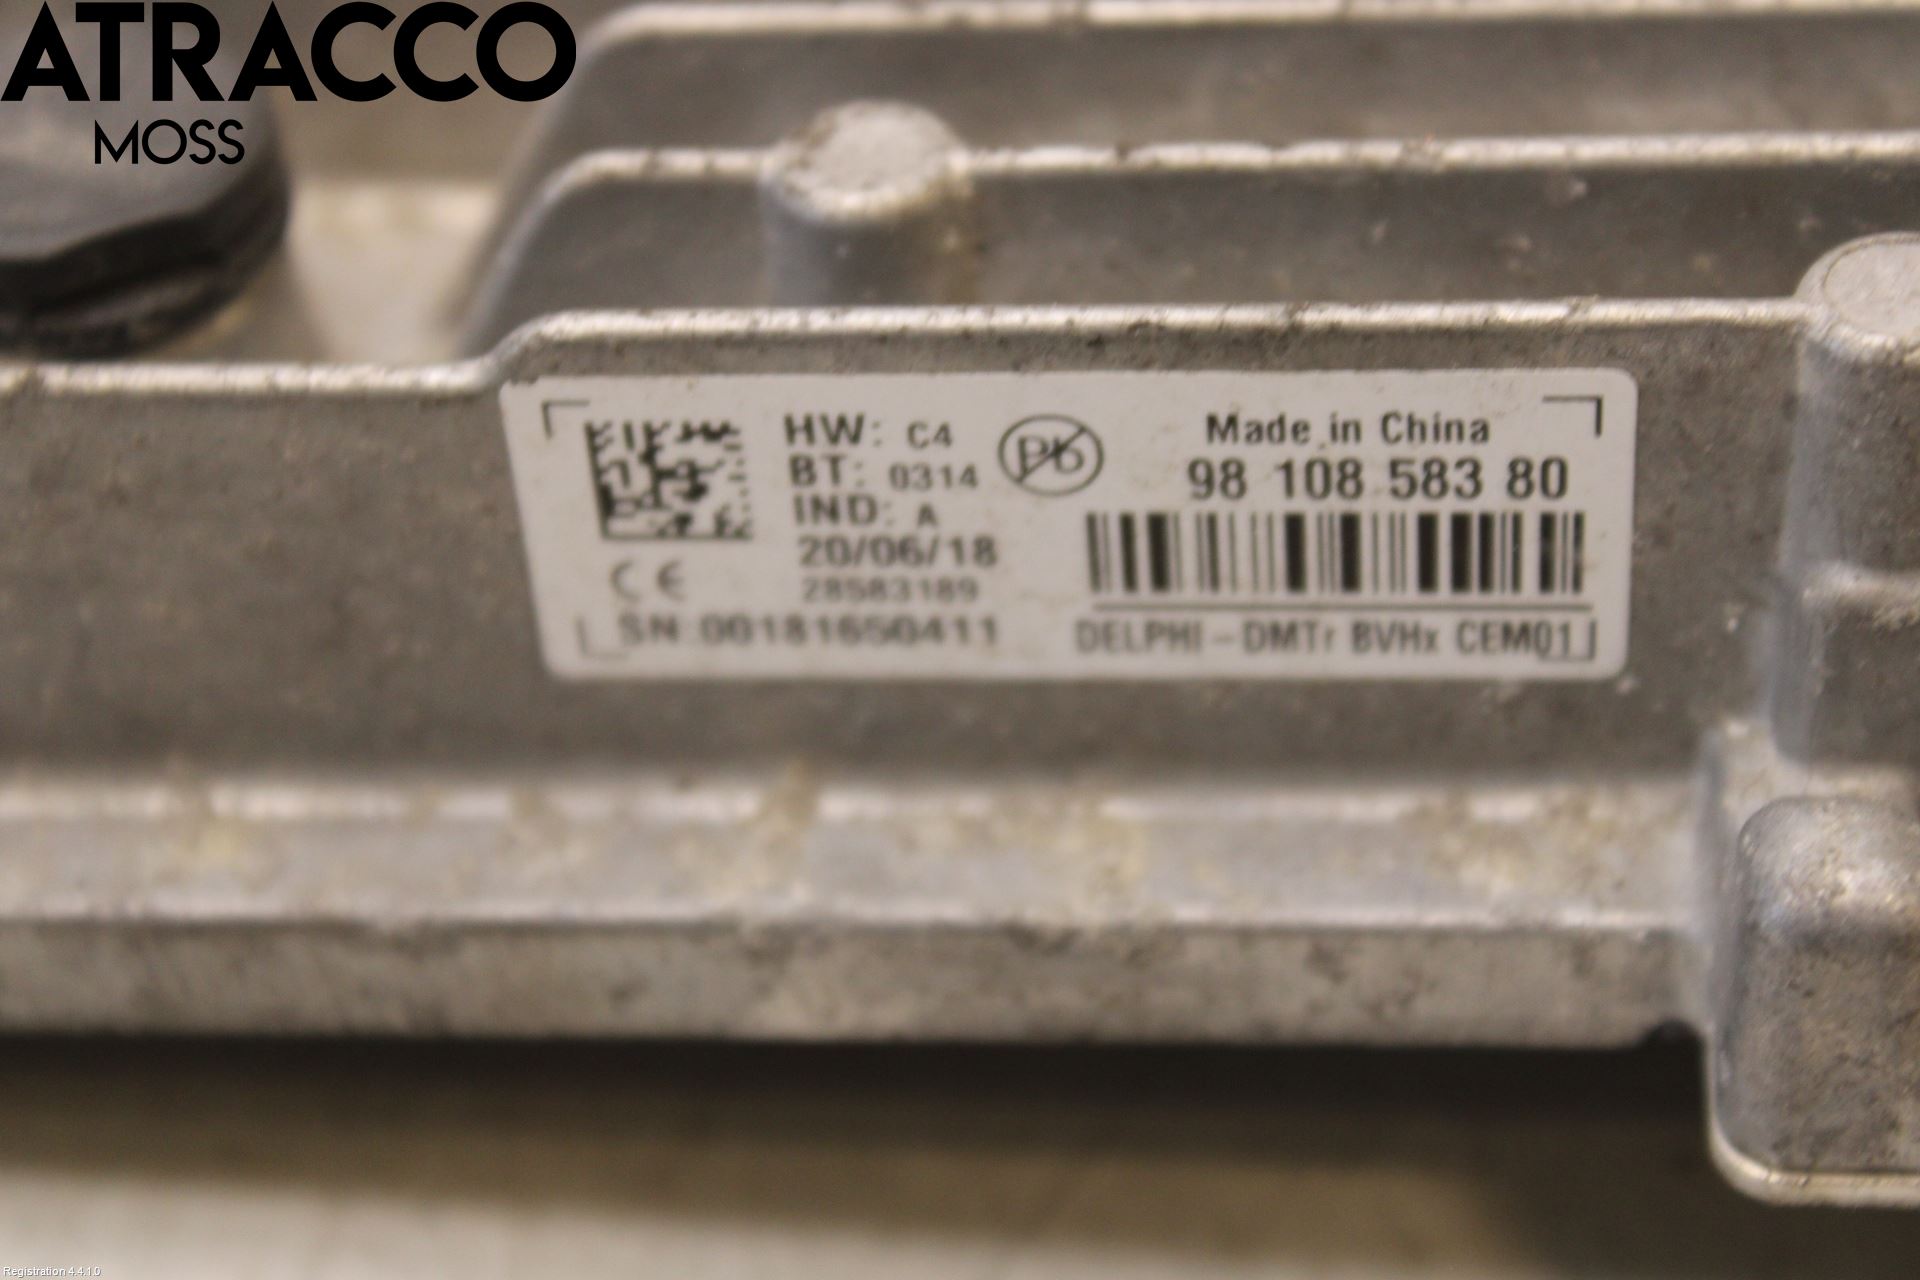 ATRACCO
MOSS
HW: C4
BT: 0314
IND: A
20/06/18
28583189
SN 00181650411
Pb
Made in China
98 108 583 80
DELPHI - DMTr BVHx CEM01
CE
Registration 4.4.1.0